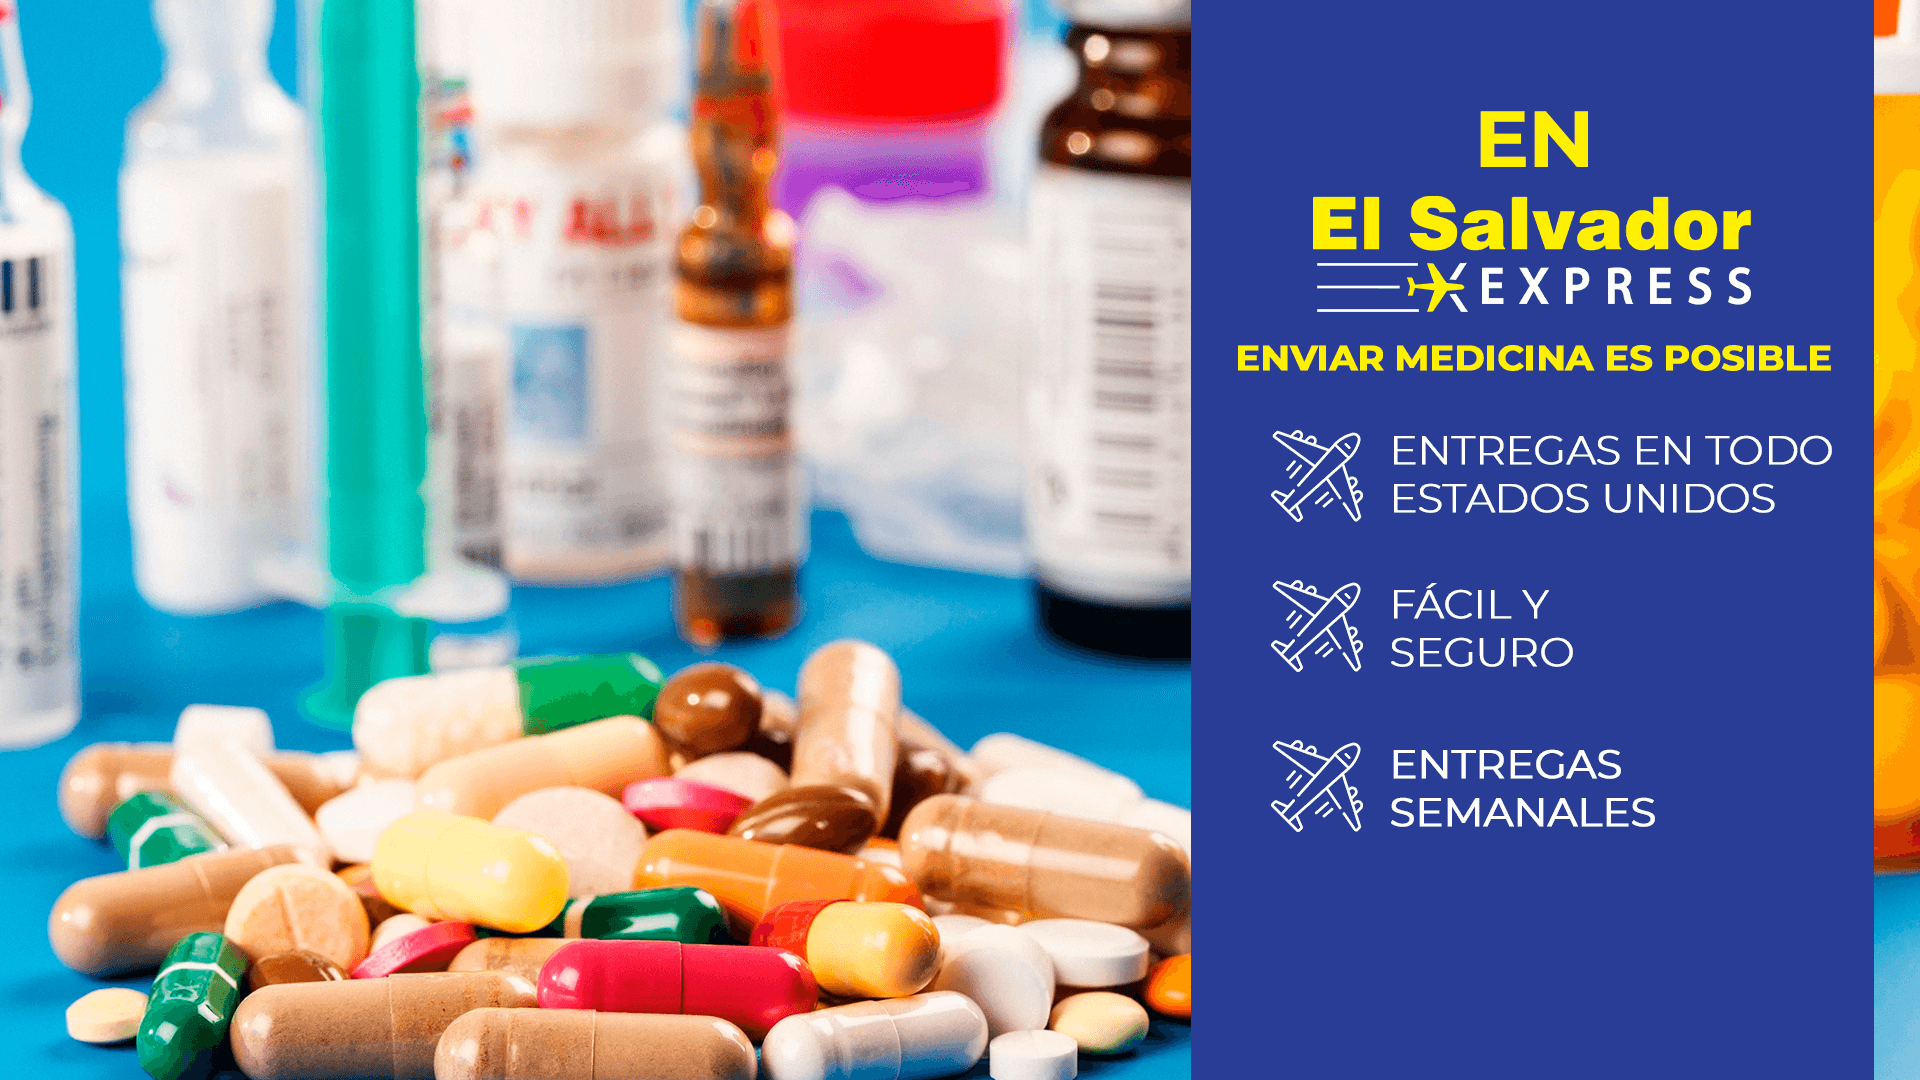 EN
El Salvador
EXPRESS
ENVIAR MEDICINA ES POSIBLE
ENTREGAS EN TODO
ESTADOS UNIDOS
FÁCIL Y
SEGURO
ENTREGAS
SEMANALES